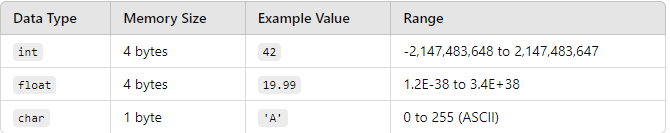 Data Type Memory Size Example Value Range
int 4 bytes 42 -2,147,483,648 to 2,147,483,647
float 4 bytes 19.99 1.2E-38 to 3.4E+38
char 1 byte 'A' 0 to 255 (ASCII)